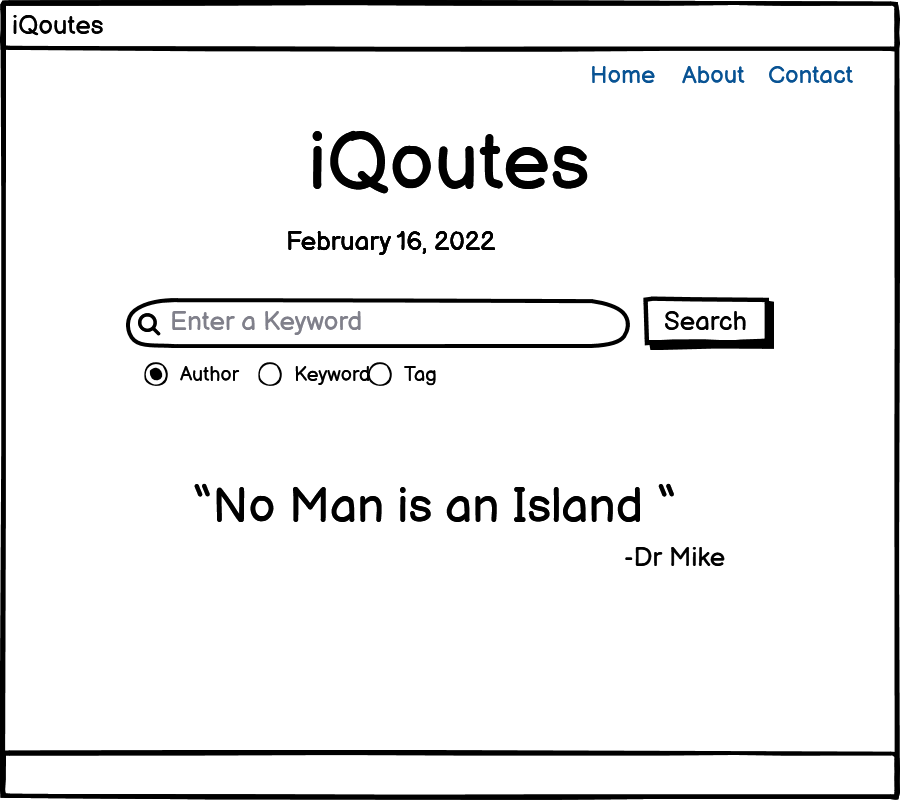 iQoutes
Home About Contact
iQoutes
February 16, 2022
Enter a Keyword Search
Author Keyword Tag
“No Man is an Island “
-Dr Mike